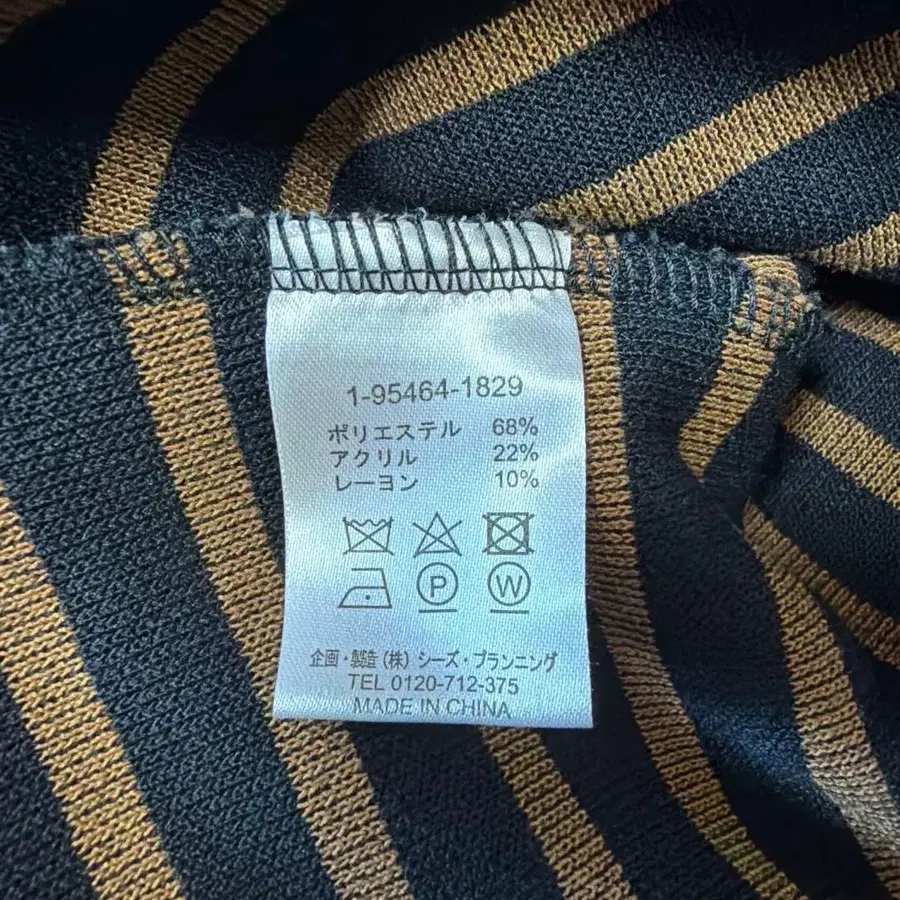 1-95464-1829
ポリエステル 68%
アクリル 22%
レーヨン 10%
P W
企画・製造(株)シーズ・プランニング
TEL 0120-712-375
MADE IN CHINA